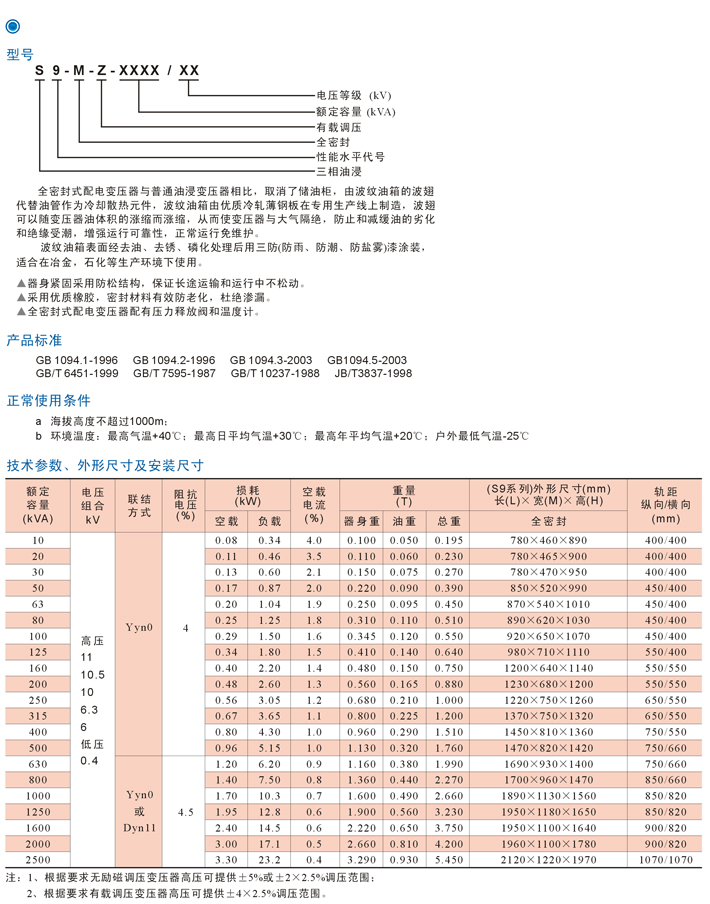 型号
S 9 - M - Z - XXXX / XX
电压等级 (kV)
额定容量 (kVA)
有载调压
全密封
性能水平代号
三相油浸
全密封式配电变压器与普通油浸变压器相比，取消了储油柜，由波纹油箱的波翅
代替油管作为冷却散热元件，波纹油箱由优质冷轧薄钢板在专用生产线上制造，波翅
可以随变压器油体积的涨缩而涨缩，从而使变压器与大气隔绝，防止和减缓油的劣化
和绝缘受潮，增强运行可靠性，正常运行免维护。
波纹油箱表面经去油、去锈、磷化处理后用三防(防雨、防潮、防盐雾)漆涂装，
适合在冶金，石化等生产环境下使用。
▲器身紧固采用防松结构，保证长途运输和运行中不松动。
▲采用优质橡胶，密封材料有效防老化，杜绝渗漏。
▲全密封式配电变压器配有压力释放阀和温度计。
产品标准
GB 1094.1-1996 GB 1094.2-1996 GB 1094.3-2003 GB1094.5-2003
GB/T 6451-1999 GB/T 7595-1987 GB/T 10237-1988 JB/T3837-1998
正常使用条件
a 海拔高度不超过1000m；
b 环境温度：最高气温+40℃；最高日平均气温+30℃；最高年平均气温+20℃；户外最低气温-25℃
技术参数、外形尺寸及安装尺寸
额定容量(kVA) 电压组合kV 联结方式 阻抗电压(%) 损耗(kW) 空载电流(%) 重量(T) (S9系列)外形尺寸(mm)长(L)×宽(M)×高(H) 轨距纵向/横向(mm)
空载 负载 器身重 油重 总重 全密封
10 0.08 0.34 4.0 0.100 0.050 0.195 780×460×890 400/400
20 0.11 0.46 3.5 0.110 0.060 0.230 780×465×900 400/400
30 0.13 0.60 2.1 0.150 0.075 0.270 780×470×950 400/400
50 0.17 0.87 2.0 0.220 0.090 0.390 850×520×990 450/400
63 0.20 1.04 1.9 0.250 0.095 0.450 870×540×1010 450/400
80 Yyn0 4 0.25 1.25 1.8 0.310 0.110 0.510 890×620×1030 450/400
100 高压 0.29 1.50 1.6 0.345 0.120 0.550 920×650×1070 450/400
125 11 0.34 1.80 1.5 0.410 0.140 0.640 980×710×1110 550/400
160 10.5 0.40 2.20 1.4 0.480 0.150 0.750 1200×640×1140 550/550
200 10 0.48 2.60 1.3 0.560 0.165 0.880 1230×680×1200 550/550
250 6.3 0.56 3.05 1.2 0.680 0.210 1.000 1220×750×1260 650/550
315 6 0.67 3.65 1.1 0.800 0.225 1.200 1370×750×1320 650/550
400 低压 0.80 4.30 1.0 0.960 0.290 1.510 1450×810×1360 750/550
500 0.4 0.96 5.15 1.0 1.130 0.320 1.760 1470×820×1420 750/660
630 1.20 6.20 0.9 1.160 0.380 1.990 1690×930×1400 750/660
800 1.40 7.50 0.8 1.360 0.440 2.270 1700×960×1470 850/660
1000 Yyn0 1.70 10.3 0.7 1.600 0.490 2.660 1890×1130×1560 850/820
1250 或 4.5 1.95 12.8 0.6 1.900 0.560 3.230 1950×1180×1650 850/820
1600 Dyn11 2.40 14.5 0.6 2.220 0.650 3.750 1950×1100×1640 900/820
2000 3.00 17.1 0.5 2.660 0.810 4.200 1960×1100×1780 900/820
2500 3.30 23.2 0.4 3.290 0.930 5.450 2120×1220×1970 1070/1070
注：1、根据要求无励磁调压变压器高压可提供±5%或±2×2.5%调压范围；
2、根据要求有载调压变压器高压可提供±4×2.5%调压范围。